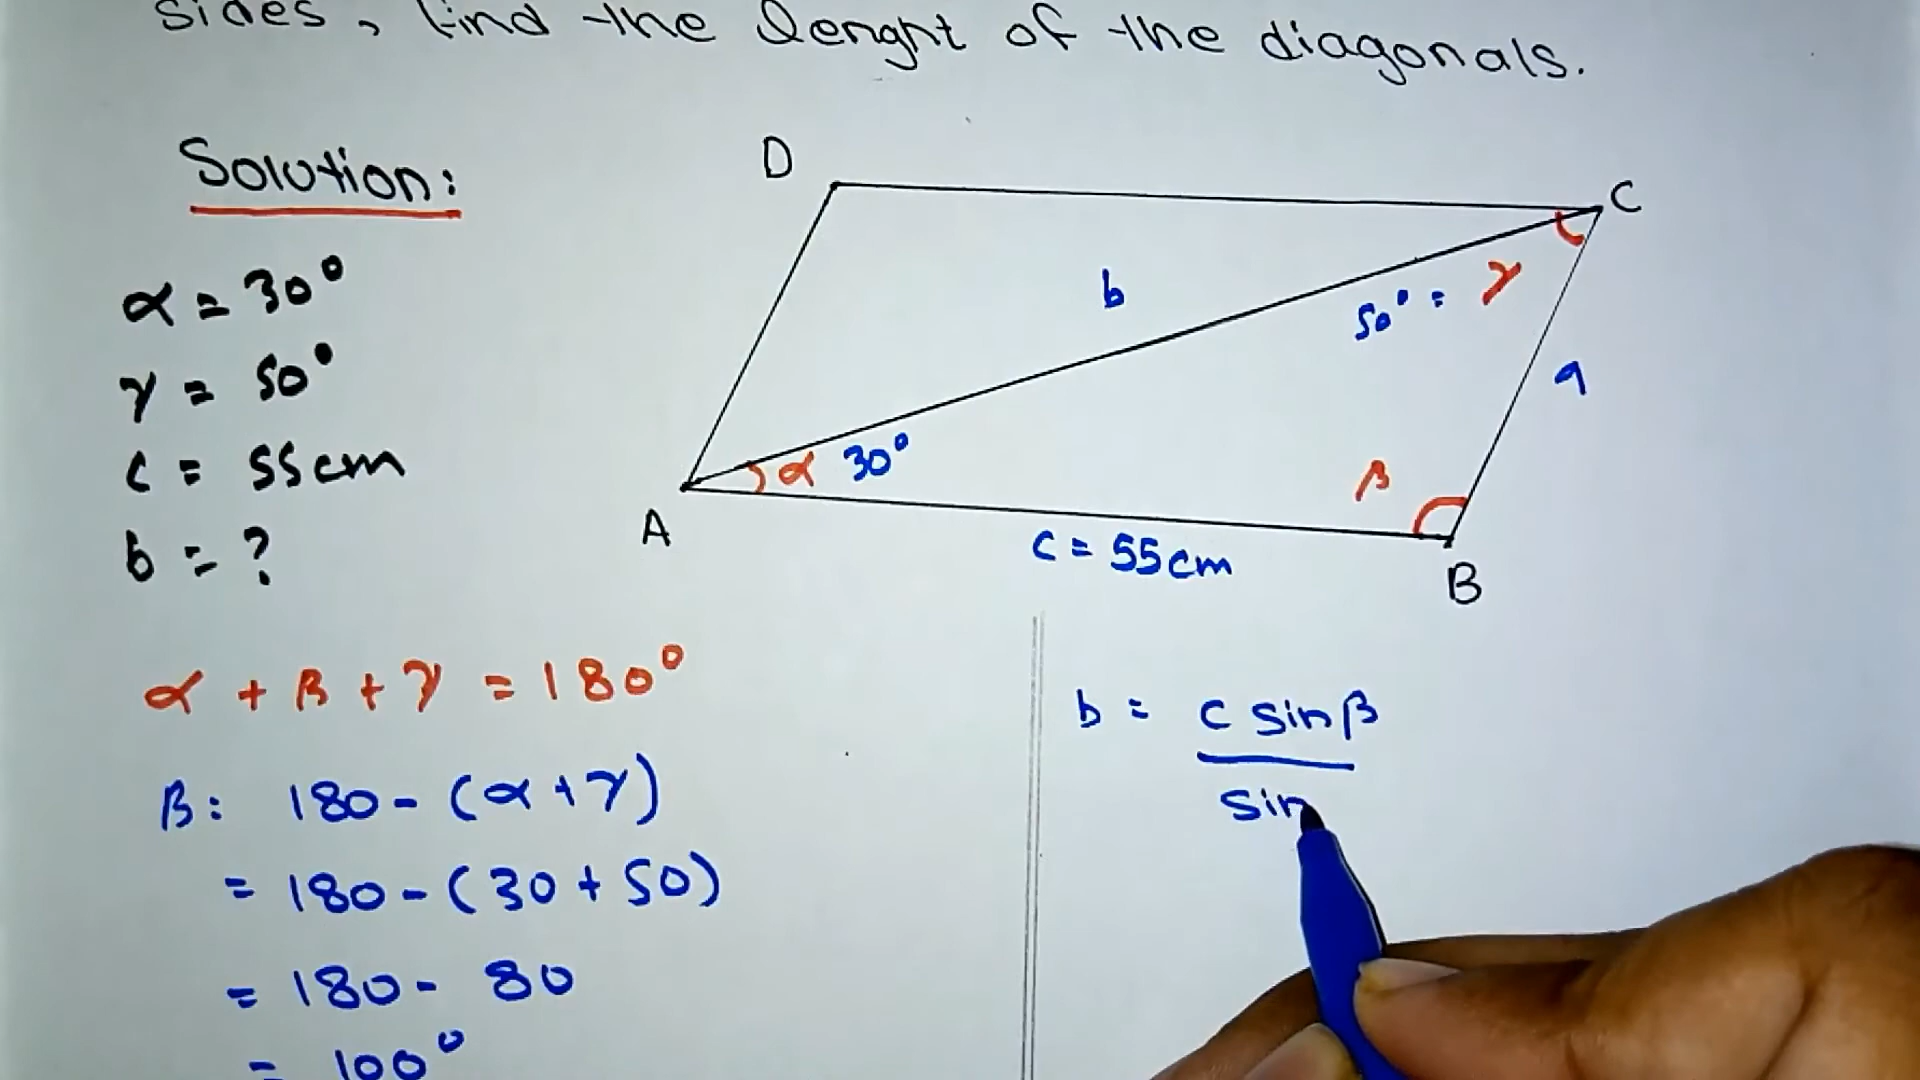 sides, find the lenght of the diagonals.
Solution:
α = 30°
γ = 50°
c = 55cm
b = ?
D
C
b
50° = γ
a
α 30°
β
A
c = 55cm
B
α + β + γ = 180°
β = 180 - (α + γ)
= 180 - (30 + 50)
= 180 - 80
= 100°
b = c sin β
sin